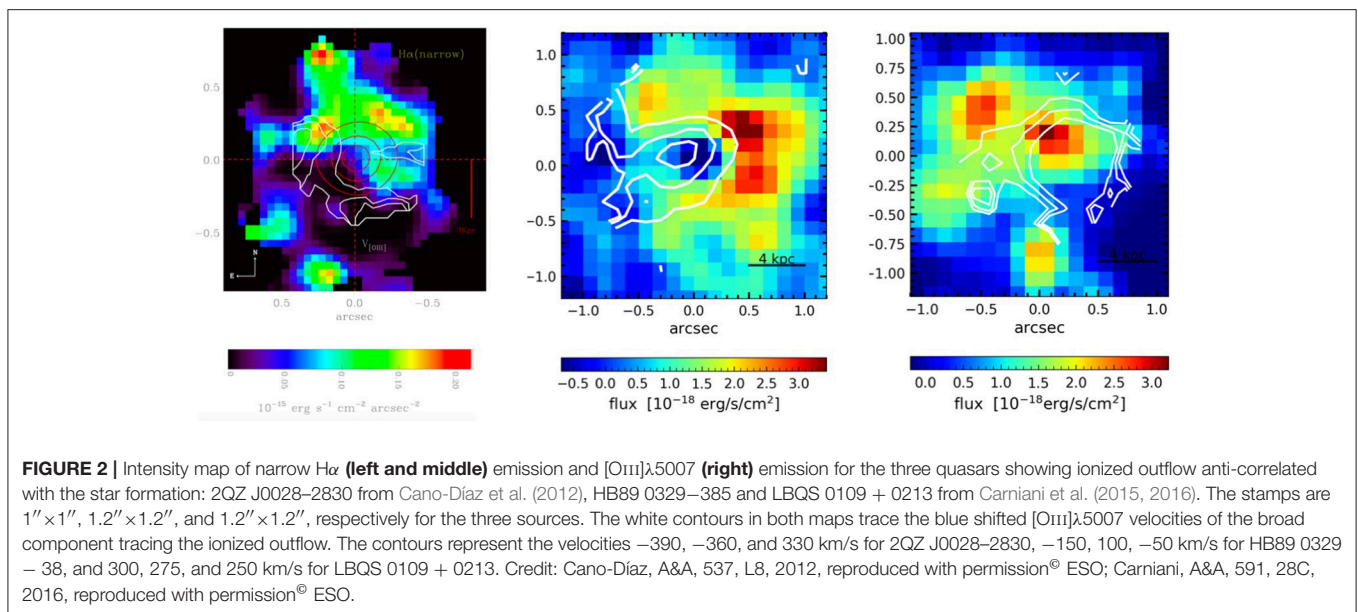 Hα(narrow)
0.5
0.0
−0.5
V[OIII]
N
E
0.5
0.0
−0.5
arcsec
0
0.05
0.10
0.15
0.20
10⁻¹⁵ erg s⁻¹ cm⁻² arcsec⁻²
1.0
0.5
0.0
−0.5
−1.0
4 kpc
−1.0
−0.5
0.0
0.5
1.0
arcsec
−0.5 0.0 0.5 1.0 1.5 2.0 2.5 3.0
flux [10⁻¹⁸ erg/s/cm²]
1.00
0.75
0.50
0.25
0.00
−0.25
−0.50
−0.75
−1.00
4 kpc
−1.0
−0.5
0.0
0.5
1.0
arcsec
0.0 0.5 1.0 1.5 2.0 2.5 3.0
flux [10⁻¹⁸erg/s/cm²]
FIGURE 2 | Intensity map of narrow Hα (left and middle) emission and [OIII]λ5007 (right) emission for the three quasars showing ionized outflow anti-correlated
with the star formation: 2QZ J0028–2830 from Cano-Díaz et al. (2012), HB89 0329−385 and LBQS 0109 + 0213 from Carniani et al. (2015, 2016). The stamps are
1″×1″, 1.2″×1.2″, and 1.2″×1.2″, respectively for the three sources. The white contours in both maps trace the blue shifted [OIII]λ5007 velocities of the broad
component tracing the ionized outflow. The contours represent the velocities −390, −360, and 330 km/s for 2QZ J0028–2830, −150, 100, −50 km/s for HB89 0329
− 38, and 300, 275, and 250 km/s for LBQS 0109 + 0213. Credit: Cano-Díaz, A&A, 537, L8, 2012, reproduced with permission© ESO; Carniani, A&A, 591, 28C,
2016, reproduced with permission© ESO.